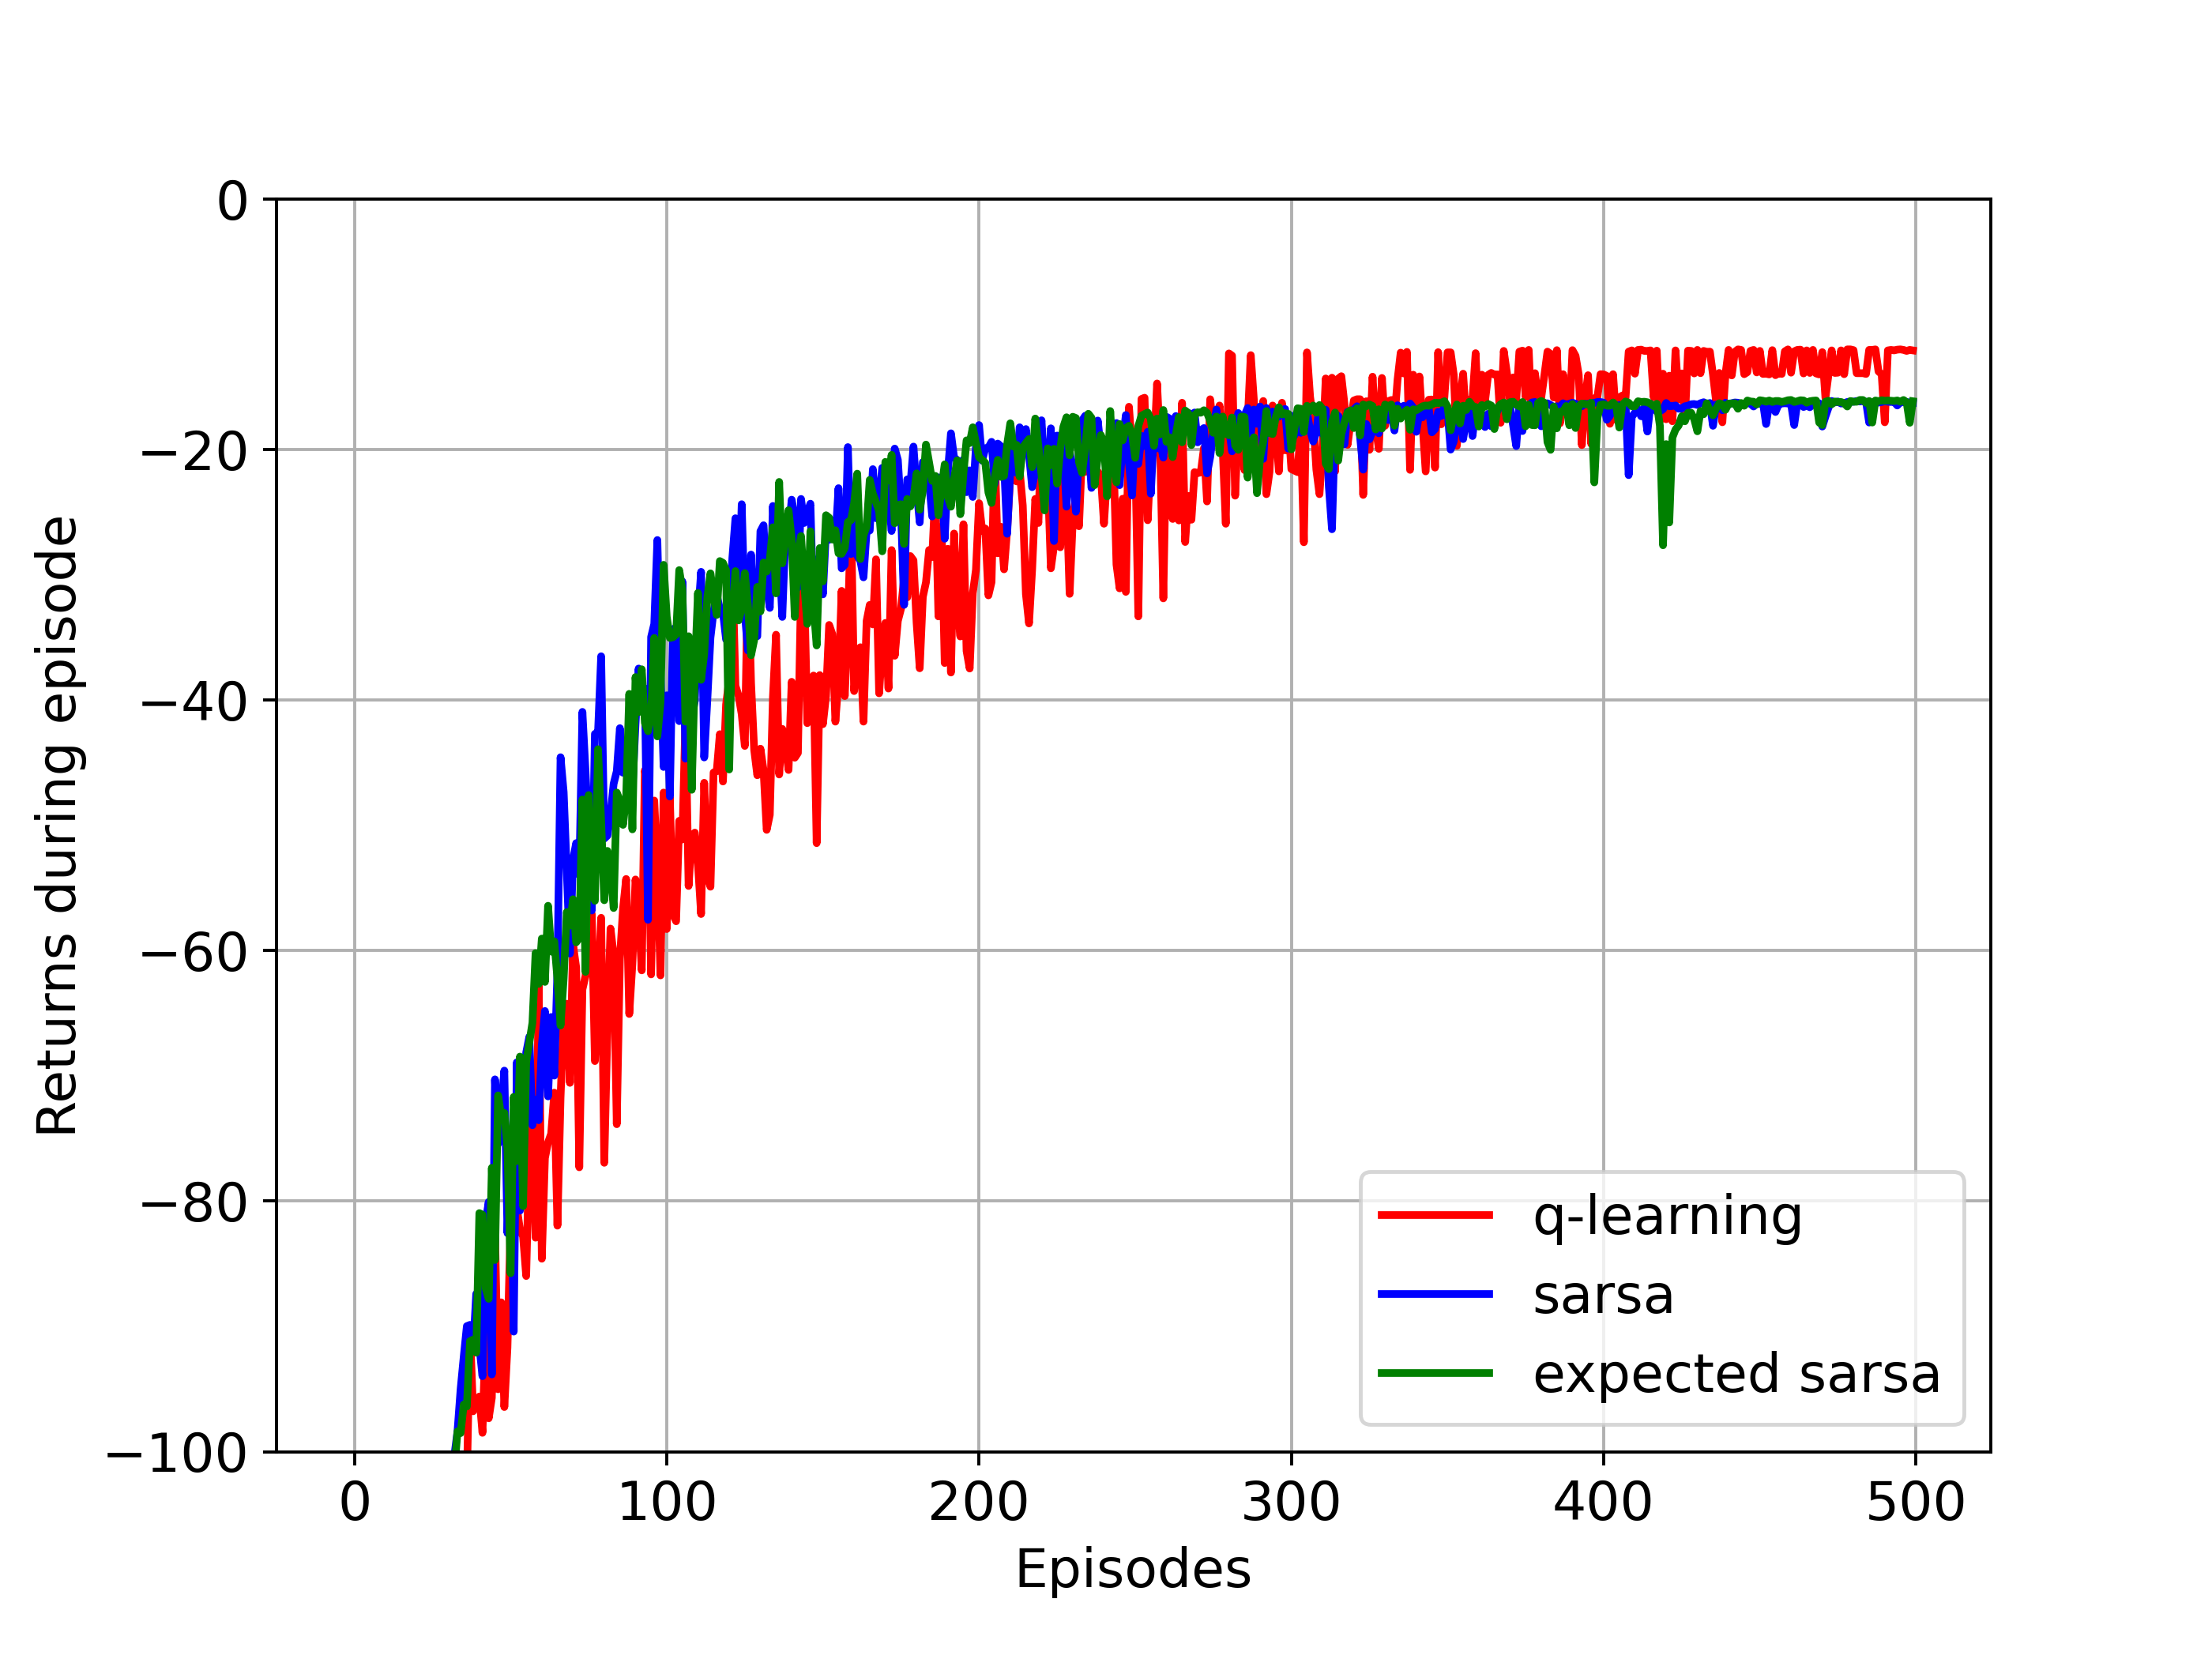 0
−20
−40
−60
−80
−100
Returns during episode
q-learning
sarsa
expected sarsa
0 100 200 300 400 500
Episodes